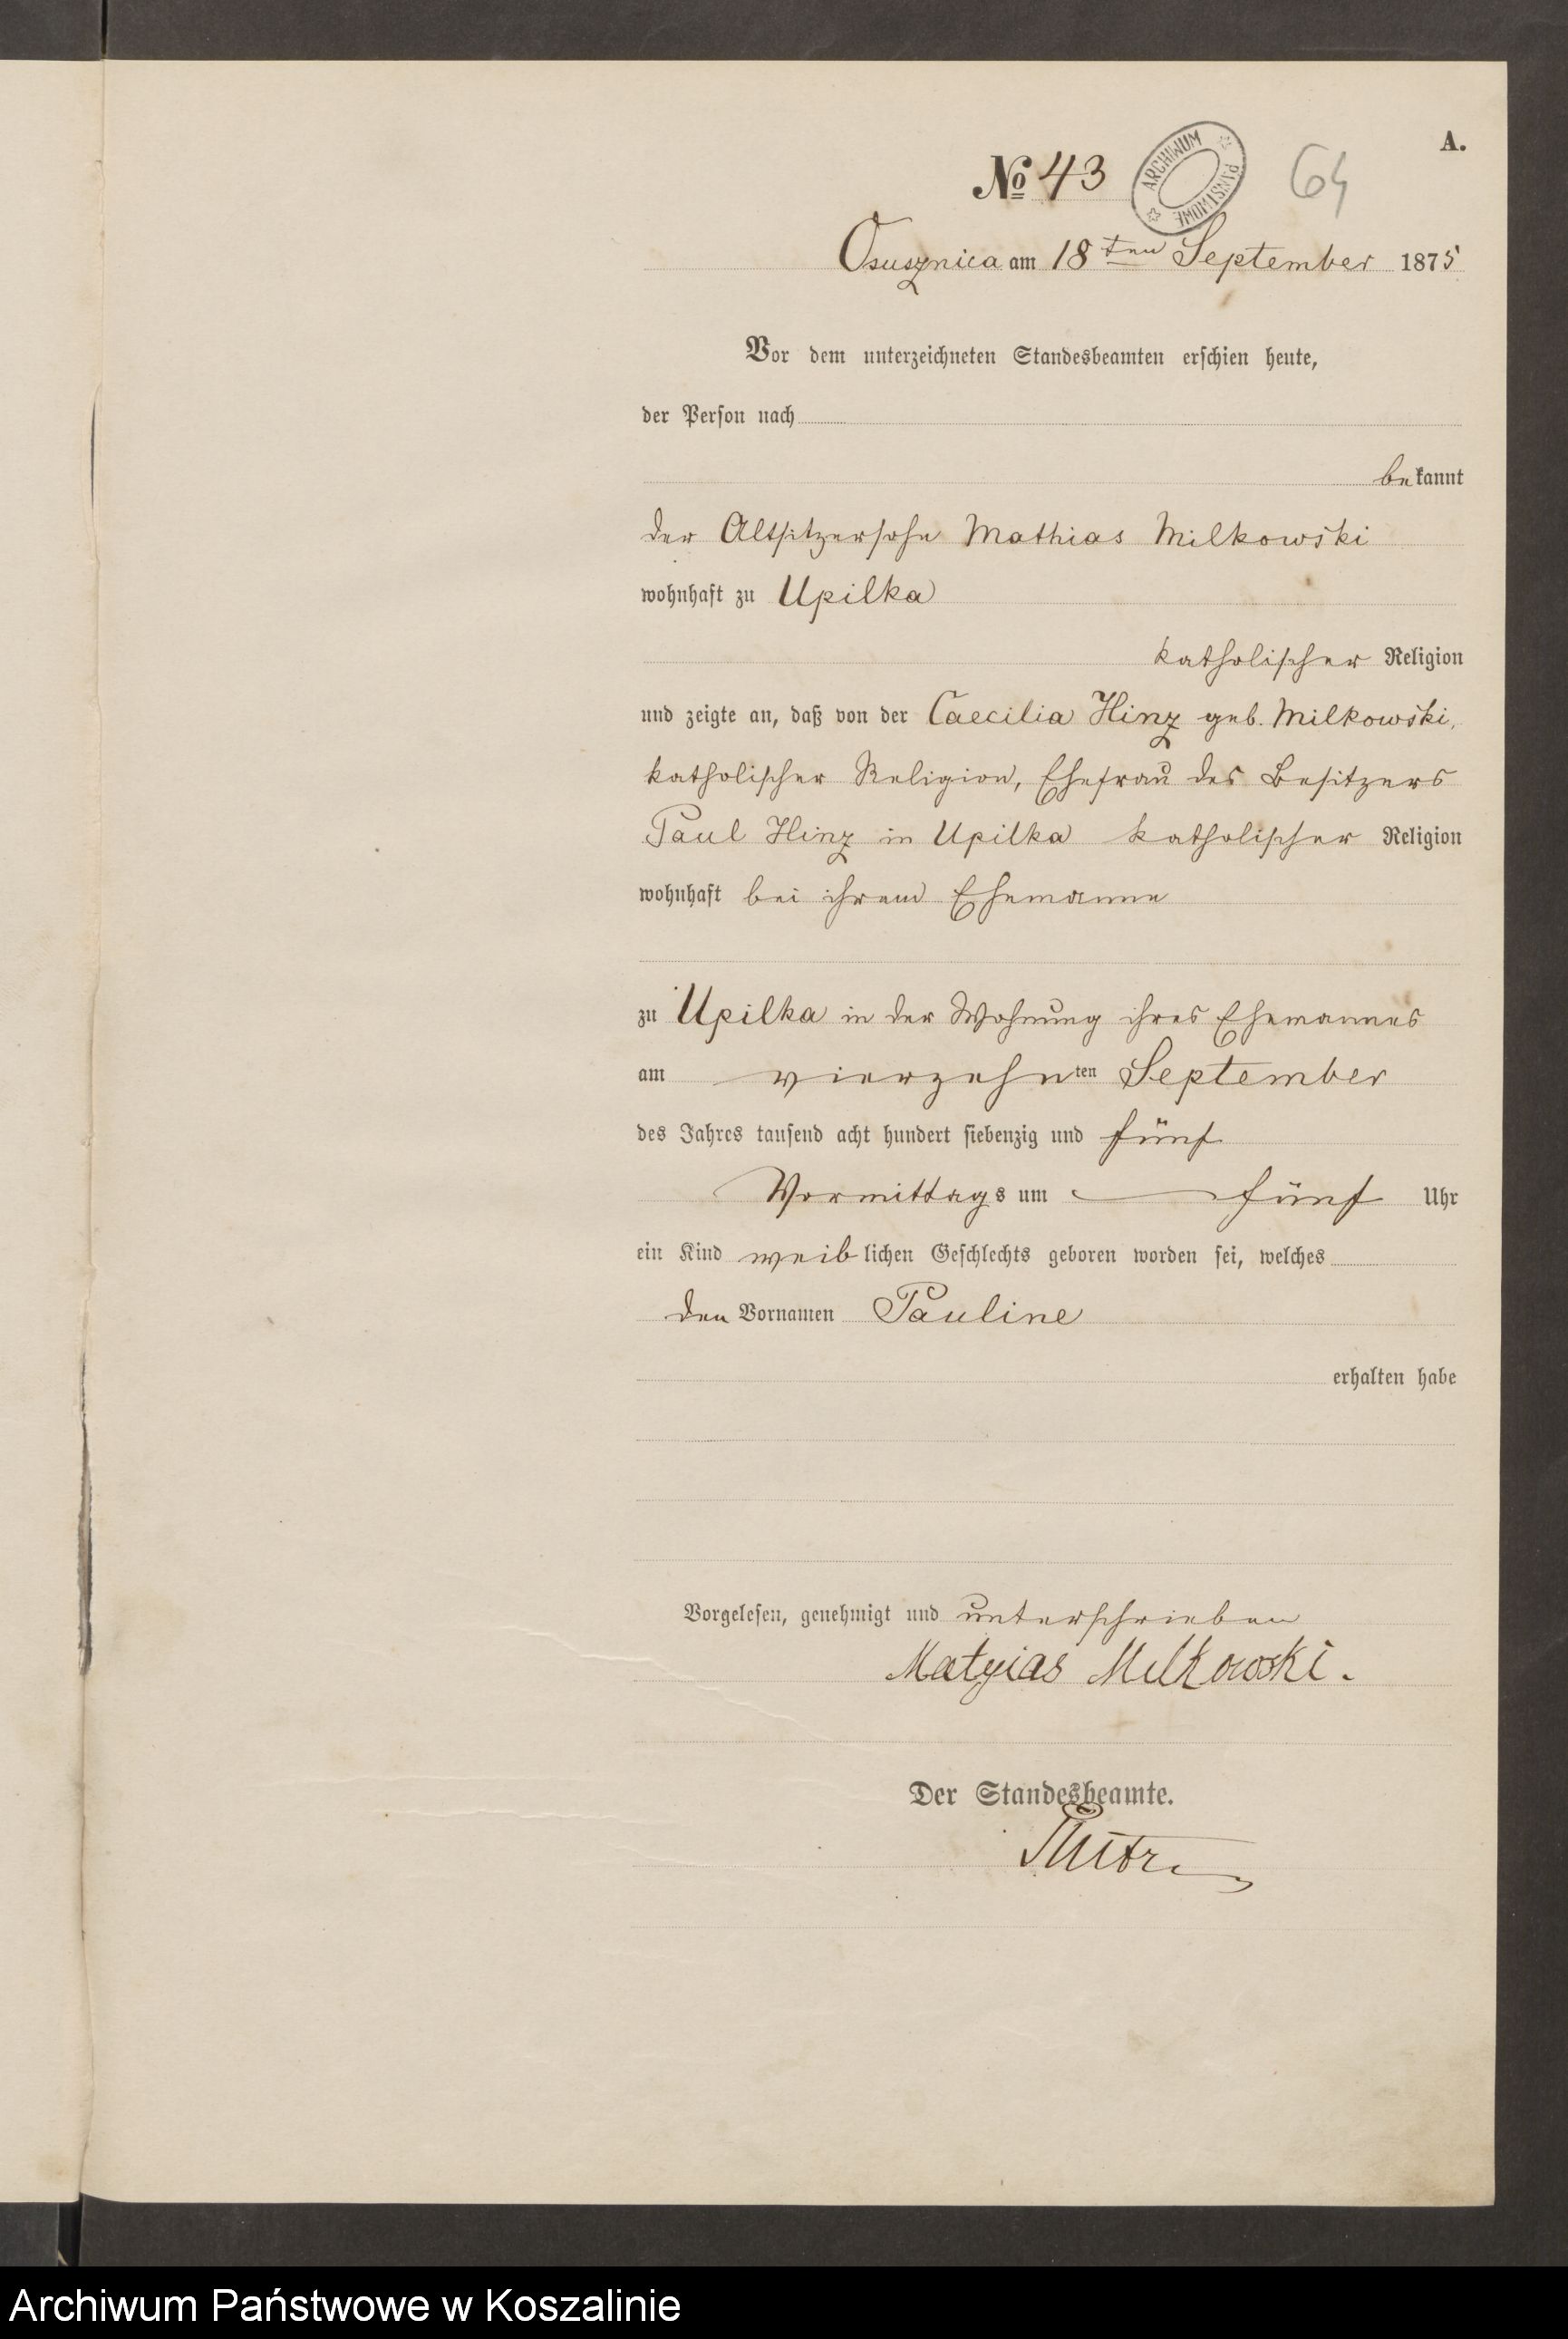 A.
No 43
ARCHIWUM PAŃSTWOWE
64
Osusznica am 18ten September 1875
Vor dem unterzeichneten Standesbeamten erschien heute,
der Person nach
bekannt
der Altsitzersohn Mathias Milkowski
wohnhaft zu Upilka
katholischer Religion
und zeigte an, daß von der Caecilia Hinz geb. Milkowski,
katholischer Religion, Ehefrau des Besitzers
Paul Hinz in Upilka katholischer Religion
wohnhaft bei ihrem Ehemanne
zu Upilka in der Wohnung ihres Ehemannes
am vierzehnten September
des Jahres tausend acht hundert siebenzig und fünf
Vormittags um fünf Uhr
ein Kind weiblichen Geschlechts geboren worden sei, welches
den Vornamen Pauline
erhalten habe
Vorgelesen, genehmigt und unterschrieben
Matyias Milkowski.
Der Standesbeamte.
Archiwum Państwowe w Koszalinie